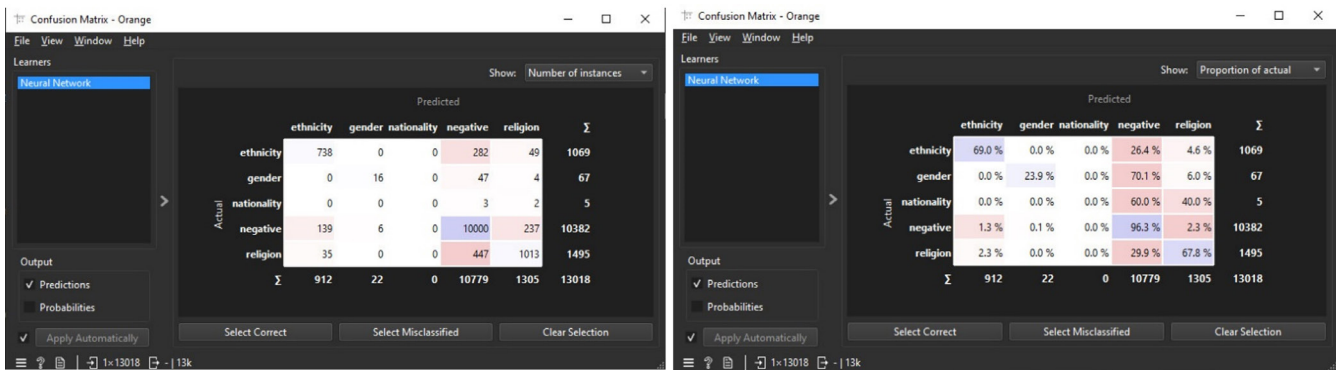 Confusion Matrix - Orange
File View Window Help
Learners
Neural Network
Show: Number of instances
Predicted
ethnicity gender nationality negative religion Σ
ethnicity 738 0 0 282 49 1069
gender 0 16 0 47 4 67
nationality 0 0 0 3 2 5
Actual
negative 139 6 0 10000 237 10382
religion 35 0 0 447 1013 1495
Σ 912 22 0 10779 1305 13018
Output
Predictions
Probabilities
Apply Automatically
Select Correct Select Misclassified Clear Selection
1×13018 - | 13k
Confusion Matrix - Orange
File View Window Help
Learners
Neural Network
Show: Proportion of actual
Predicted
ethnicity gender nationality negative religion Σ
ethnicity 69.0 % 0.0 % 0.0 % 26.4 % 4.6 % 1069
gender 0.0 % 23.9 % 0.0 % 70.1 % 6.0 % 67
nationality 0.0 % 0.0 % 0.0 % 60.0 % 40.0 % 5
Actual
negative 1.3 % 0.1 % 0.0 % 96.3 % 2.3 % 10382
religion 2.3 % 0.0 % 0.0 % 29.9 % 67.8 % 1495
Σ 912 22 0 10779 1305 13018
Output
Predictions
Probabilities
Apply Automatically
Select Correct Select Misclassified Clear Selection
1×13018 - | 13k